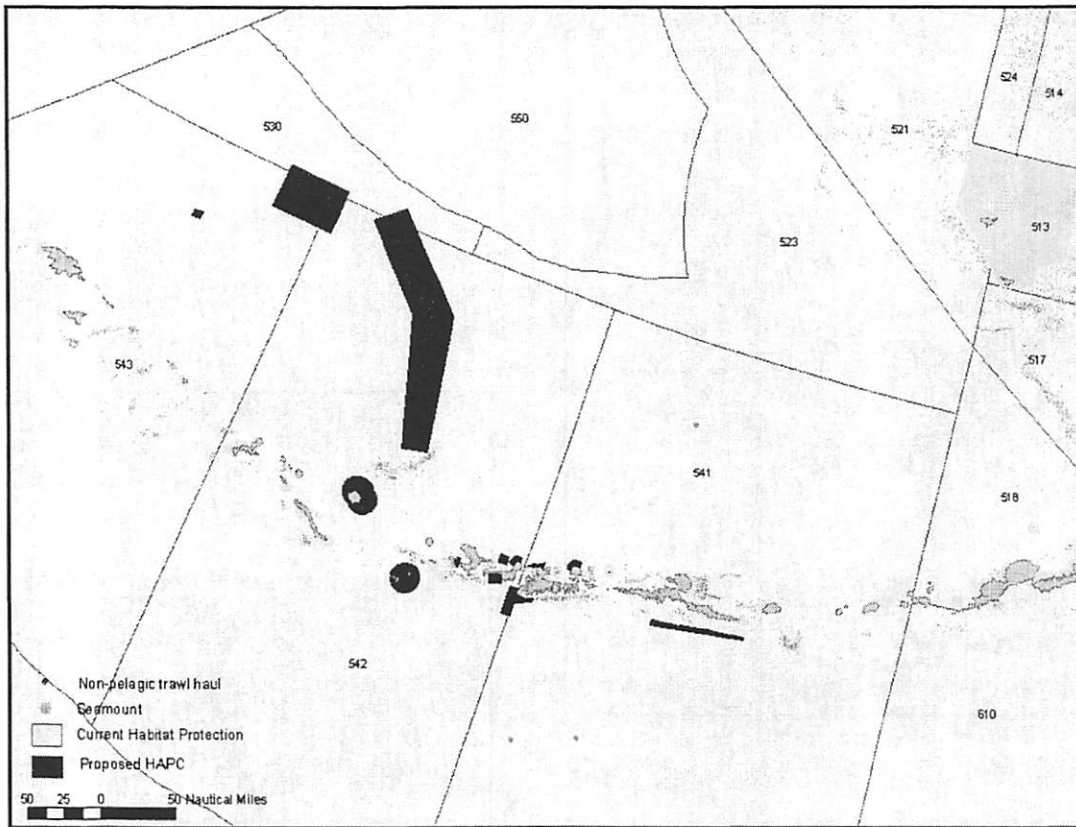 524
514
530
550
521
513
523
517
543
541
518
542
610
Non-pelagic trawl haul
Seamount
Current Habitat Protection
Proposed HAPC
50 25 0 50 Nautical Miles